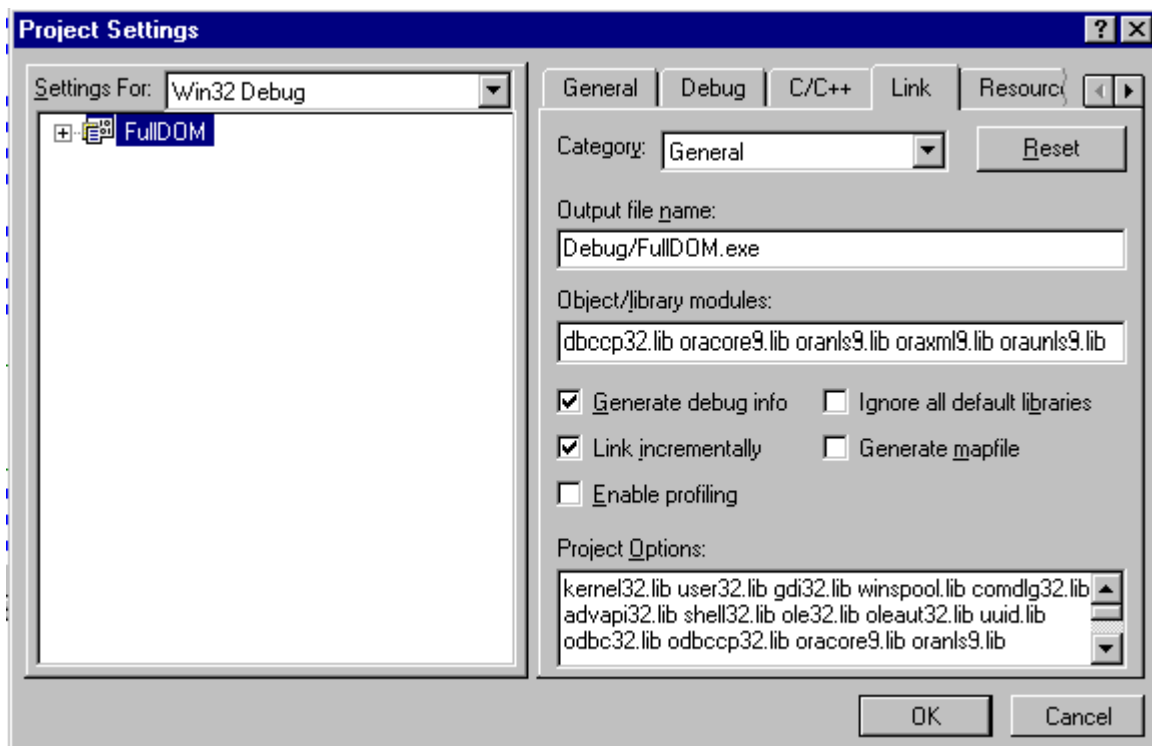 Project Settings
Settings For:
Win32 Debug
FullDOM
General
Debug
C/C++
Link
Resourc
Category:
General
Reset
Output file name:
Debug/FullDOM.exe
Object/library modules:
dbccp32.lib oracore9.lib oranls9.lib oraxml9.lib oraunls9.lib
Generate debug info
Ignore all default libraries
Link incrementally
Generate mapfile
Enable profiling
Project Options:
kernel32.lib user32.lib gdi32.lib winspool.lib comdlg32.lib
advapi32.lib shell32.lib ole32.lib oleaut32.lib uuid.lib
odbc32.lib odbccp32.lib oracore9.lib oranls9.lib
OK
Cancel